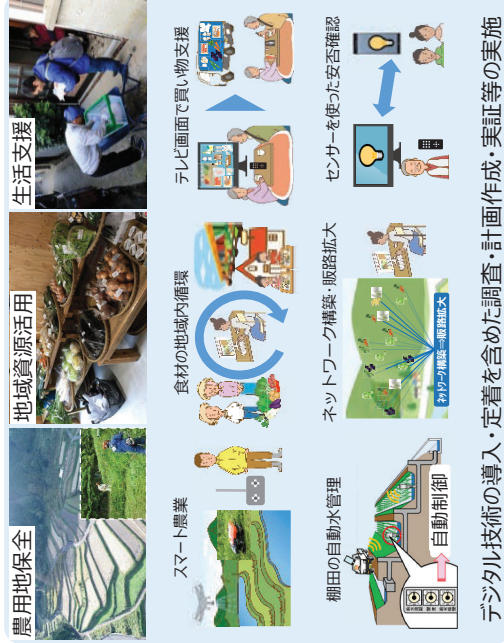 農用地保全
地域資源活用
生活支援
スマート農業
食材の地域内循環
テレビ画面で買い物支援
棚田の自動水管理
自動制御
ネットワーク構築・販路拡大
ネットワーク構築⇒販路拡大
センサーを使った安否確認
デジタル技術の導入・定着を含めた調査・計画作成・実証等の実施